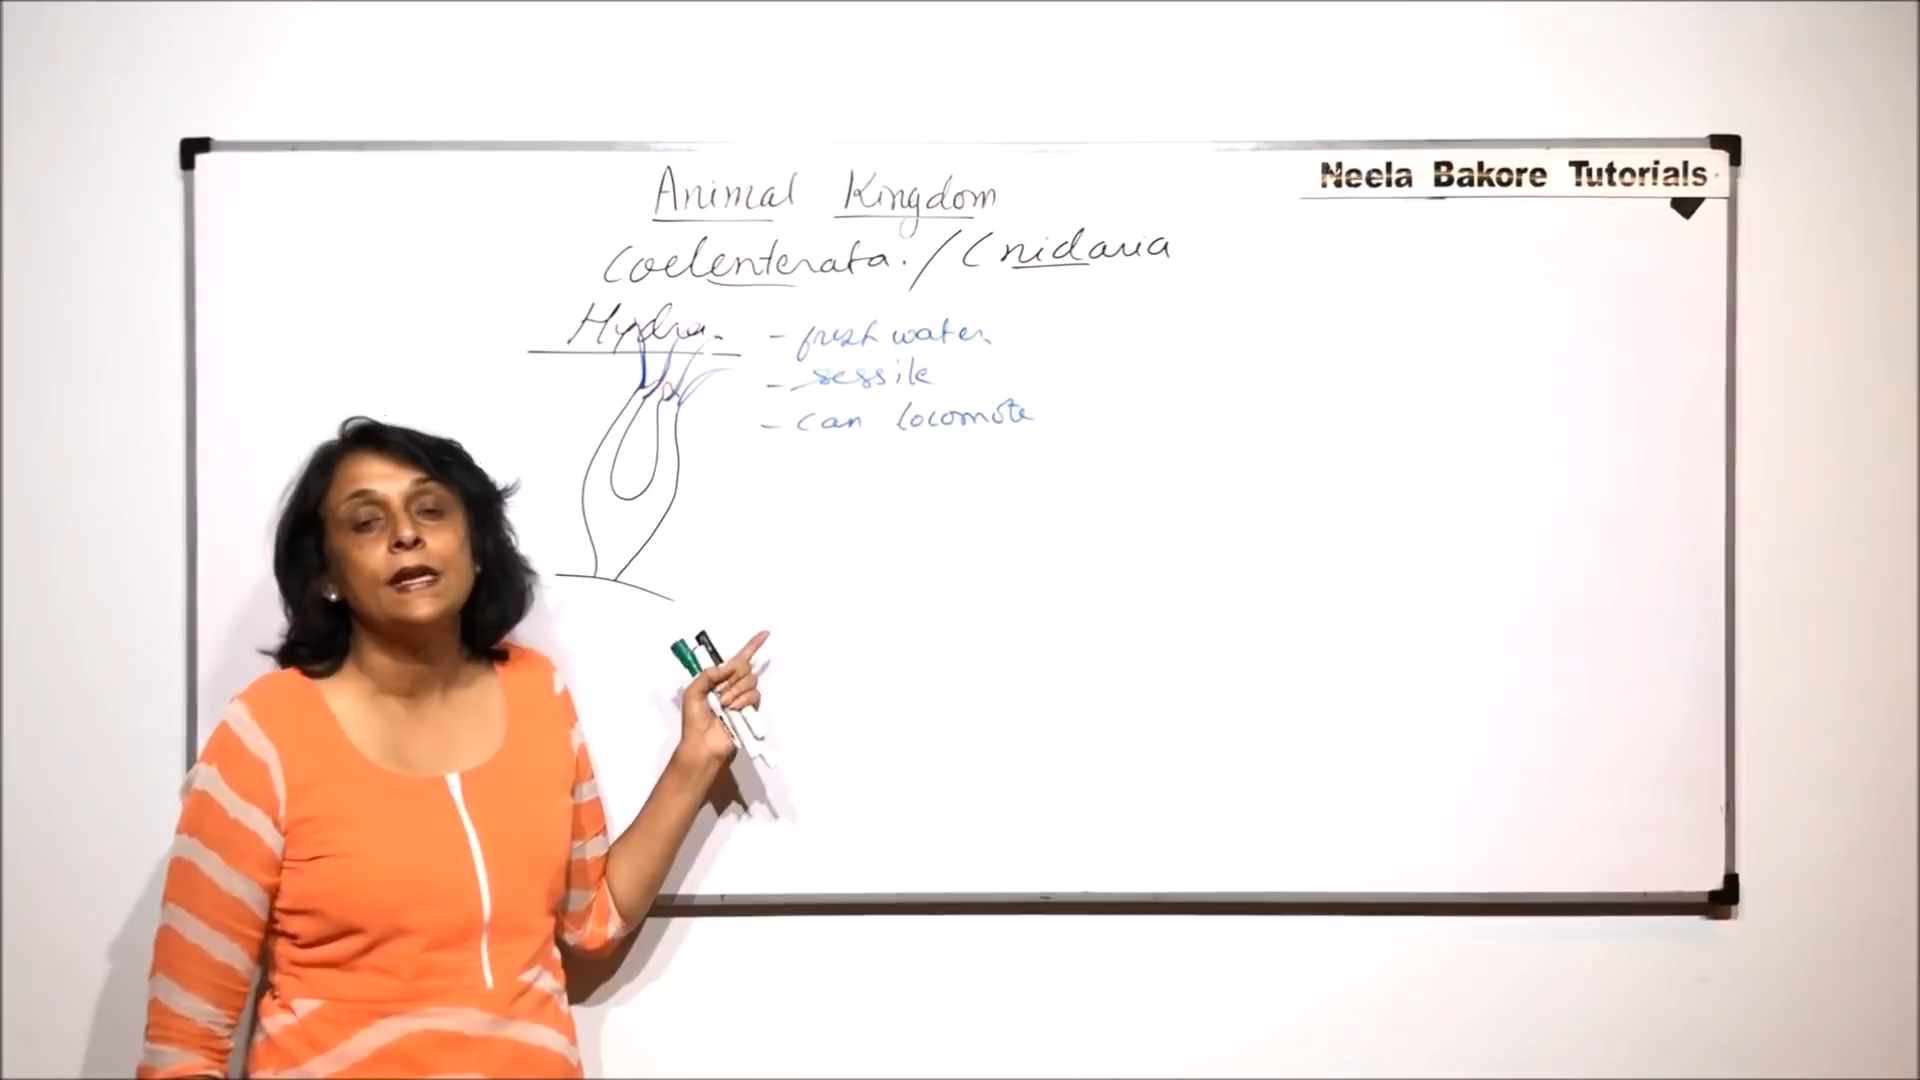 Neela Bakore Tutorials
Animal Kingdom
Coelenterata. / Cnidaria
Hydra.
- fresh water
- sessile
- can locomote